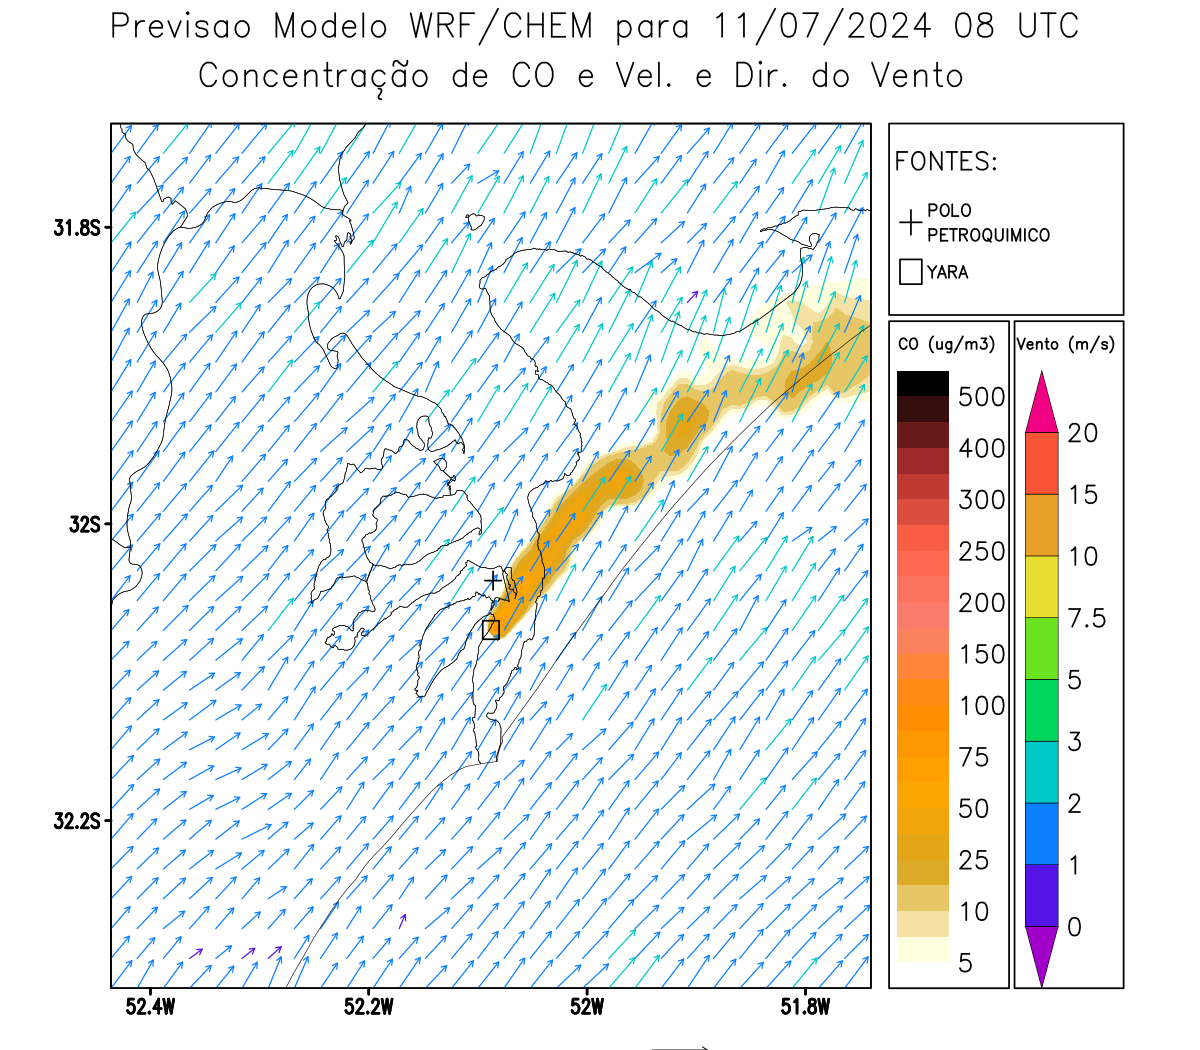 Previsao Modelo WRF/CHEM para 11/07/2024 08 UTC
Concentração de CO e Vel. e Dir. do Vento
FONTES:
POLO
PETROQUIMICO
YARA
CO (ug/m3)
500
400
300
250
200
150
100
75
50
25
10
5
Vento (m/s)
20
15
10
7.5
5
3
2
1
0
31.8S
32S
32.2S
52.4W
52.2W
52W
51.8W